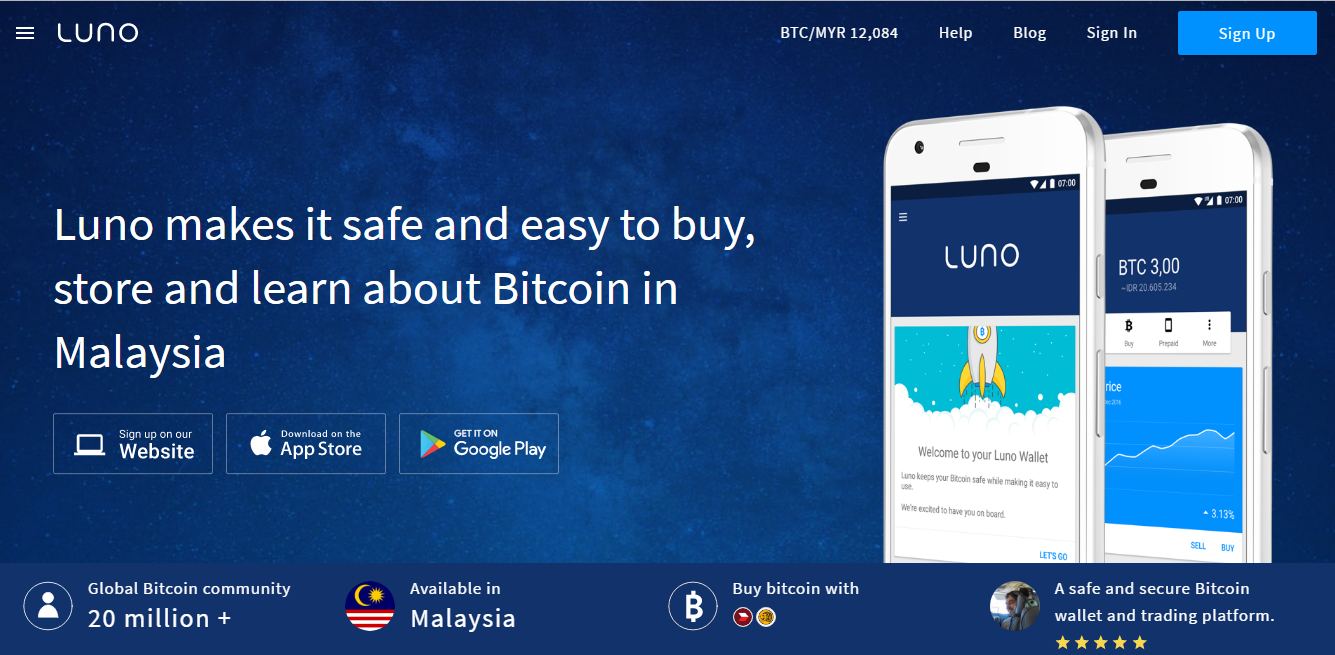 LUNO
BTC/MYR 12,084
Help
Blog
Sign In
Sign Up
Luno makes it safe and easy to buy,
store and learn about Bitcoin in
Malaysia
Sign up on our
Website
Download on the
App Store
GET IT ON
Google Play
07:00
LUNO
Welcome to your Luno Wallet
Luno keeps your Bitcoin safe while making it easy to
use.
We're excited to have you on board.
LET'S GO
07:00
BTC 3,00
~IDR 20.605.234
Buy
Prepaid
More
rice
Dec 2016
3.13%
SELL
BUY
Global Bitcoin community
20 million +
Available in
Malaysia
Buy bitcoin with
A safe and secure Bitcoin
wallet and trading platform.